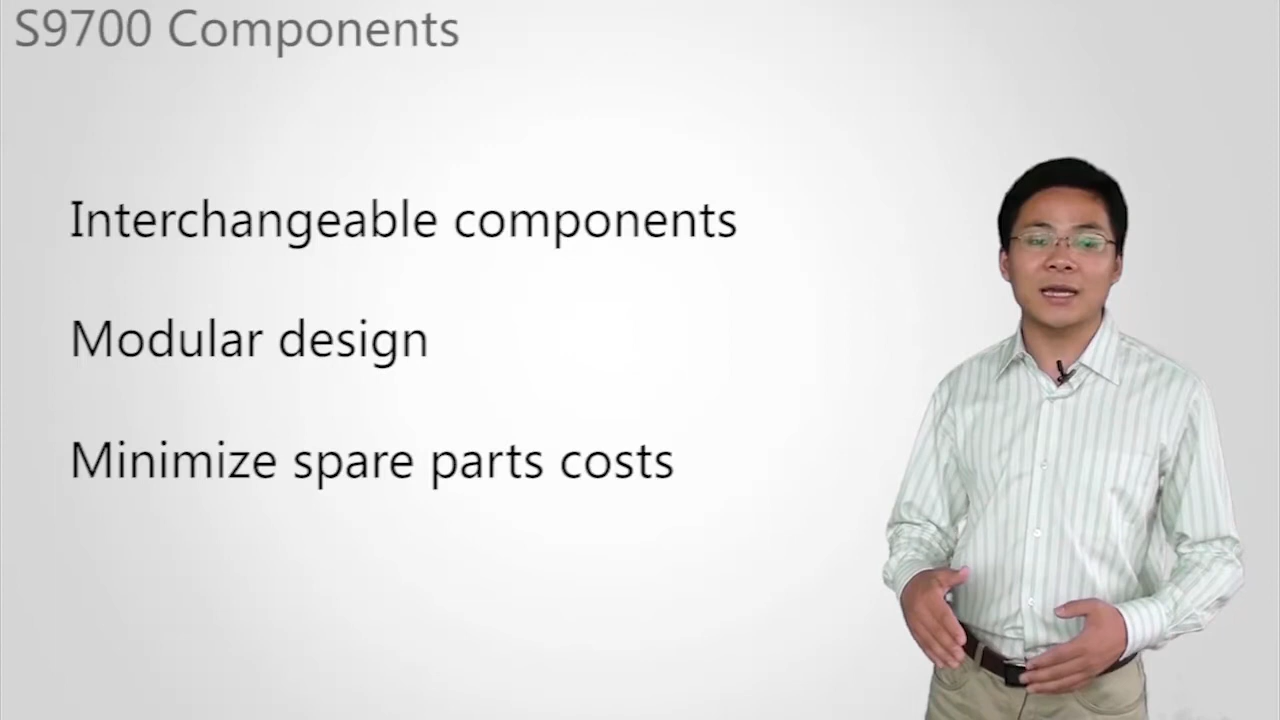 S9700 Components
Interchangeable components
Modular design
Minimize spare parts costs